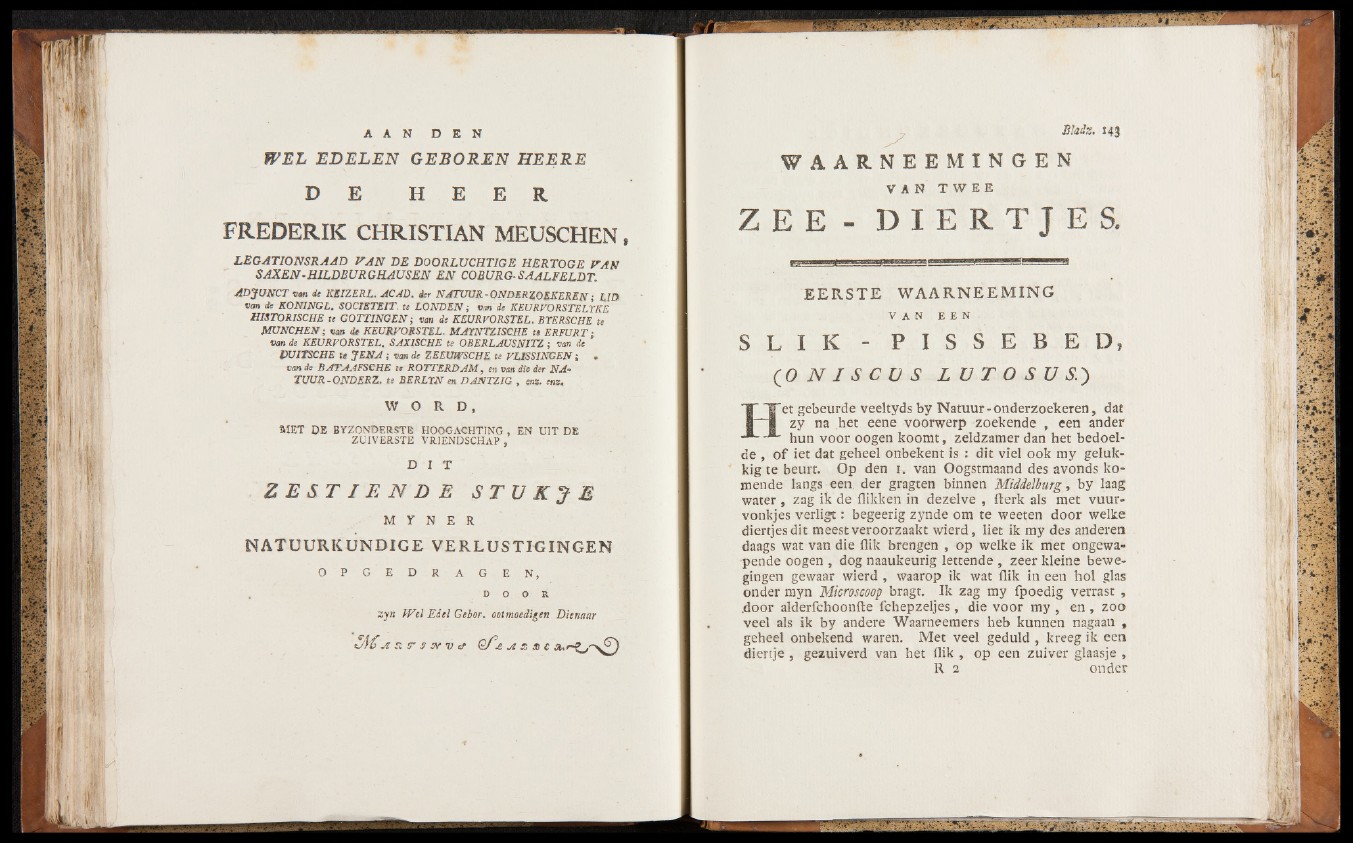 AAN DEN
WEL EDELEN GEBOREN HEERE
DE HEER
FREDERIK CHRISTIAN MEUSCHEN,
LEGATIONSRAAD VAN DE DOORLUCHTIGE HERTOGE VAN
SAXEN-HILDBURGHAUSEN EN COBURG-SAALFELDT.
ADJUNCT van de KEIZERL. ACAD. der NATUUR-ONDERZOEKEREN; LID
van de KONINGL. SOCIETEIT. te LONDEN; van de KEURVORSTELYKE
HISTORISCHE te GOTTINGEN; van de KEURVORSTEL. BYERSCHE te
MUNCHEN; van de KEURVORSTEL. MAYNTZISCHE te ERFURT;
van de KEURVORSTEL. SAXISCHE te OBERLAUSNITZ; van de
DUITSCHE te JENA; van de ZEEUWSCHE te VLISSINGEN;
van de BATAAFSCHE te ROTTERDAM, en van die der NA-
TUUR-ONDERZ. te BERLYN en DANTZIG, enz. enz.
WORD,
MET DE BYZONDERSTE HOOGACHTING, EN UIT DE
ZUIVERSTE VRIENDSCHAP,
DIT
ZESTIENDE STUKJE
MYNER
NATUURKUNDIGE VERLUSTIGINGEN
OPGEDRAGEN,
DOOR
zyn Wel Edel Gebor. ootmoedigen Dienaar
Martinus Slabber
Bladz. 143
WAARNEEMINGEN
VAN TWEE
ZEE-DIERTJES.
EERSTE WAARNEEMING
VAN EEN
SLIK-PISSEBED,
(ONISCUS LUTOSUS.)
Het gebeurde veeltyds by Natuur-onderzoekeren, dat
zy na het eene voorwerp zoekende, een ander
hun voor oogen koomt, zeldzamer dan het bedoel-
de, of iet dat geheel onbekent is: dit viel ook my geluk-
kig te beurt. Op den 1. van Oogstmaand des avonds ko-
mende langs een der gragten binnen Middelburg, by laag
water, zag ik de slikken in dezelve, sterk als met vuur-
vonkjes verligt: begeerig zynde om te weeten door welke
diertjes dit meest veroorzaakt wierd, liet ik my des anderen
daags wat van die slik brengen, op welke ik met ongewa-
pende oogen, dog naaukeurig lettende, zeer kleine bewe-
gingen gewaar wierd, waarop ik wat slik in een hol glas
onder myn Microscoop bragt. Ik zag my spoedig verrast,
door alderschoonste schepzeljes, die voor my, en, zoo
veel als ik by andere Waarneemers heb kunnen nagaan,
geheel onbekend waren. Met veel geduld, kreeg ik een
diertje, gezuiverd van het slik, op een zuiver glaasje,
R 2 onder